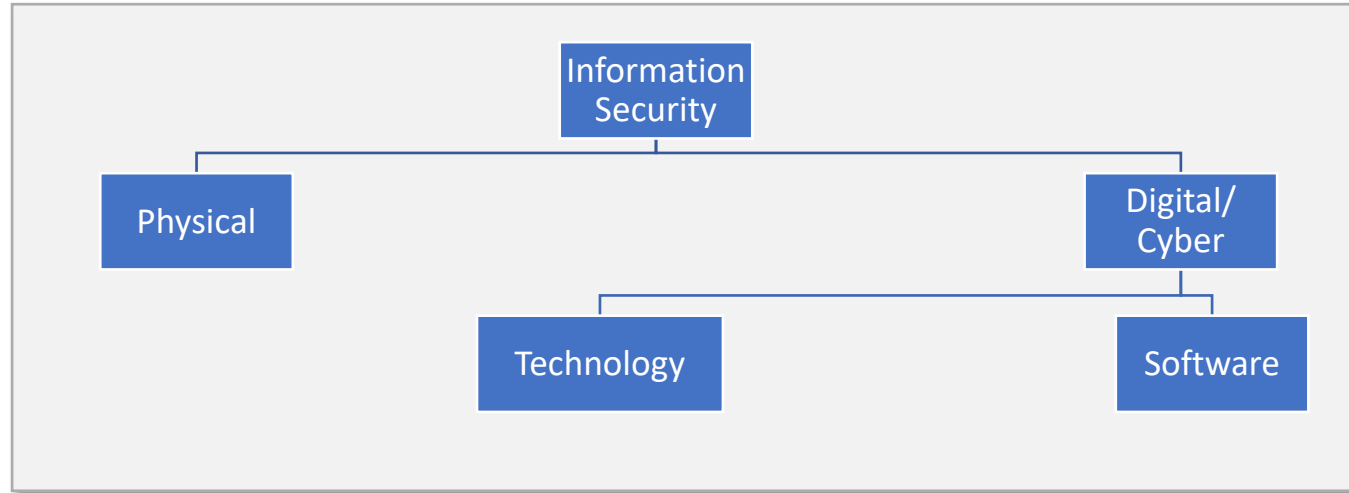 Information
Security
Physical
Digital/
Cyber
Technology
Software